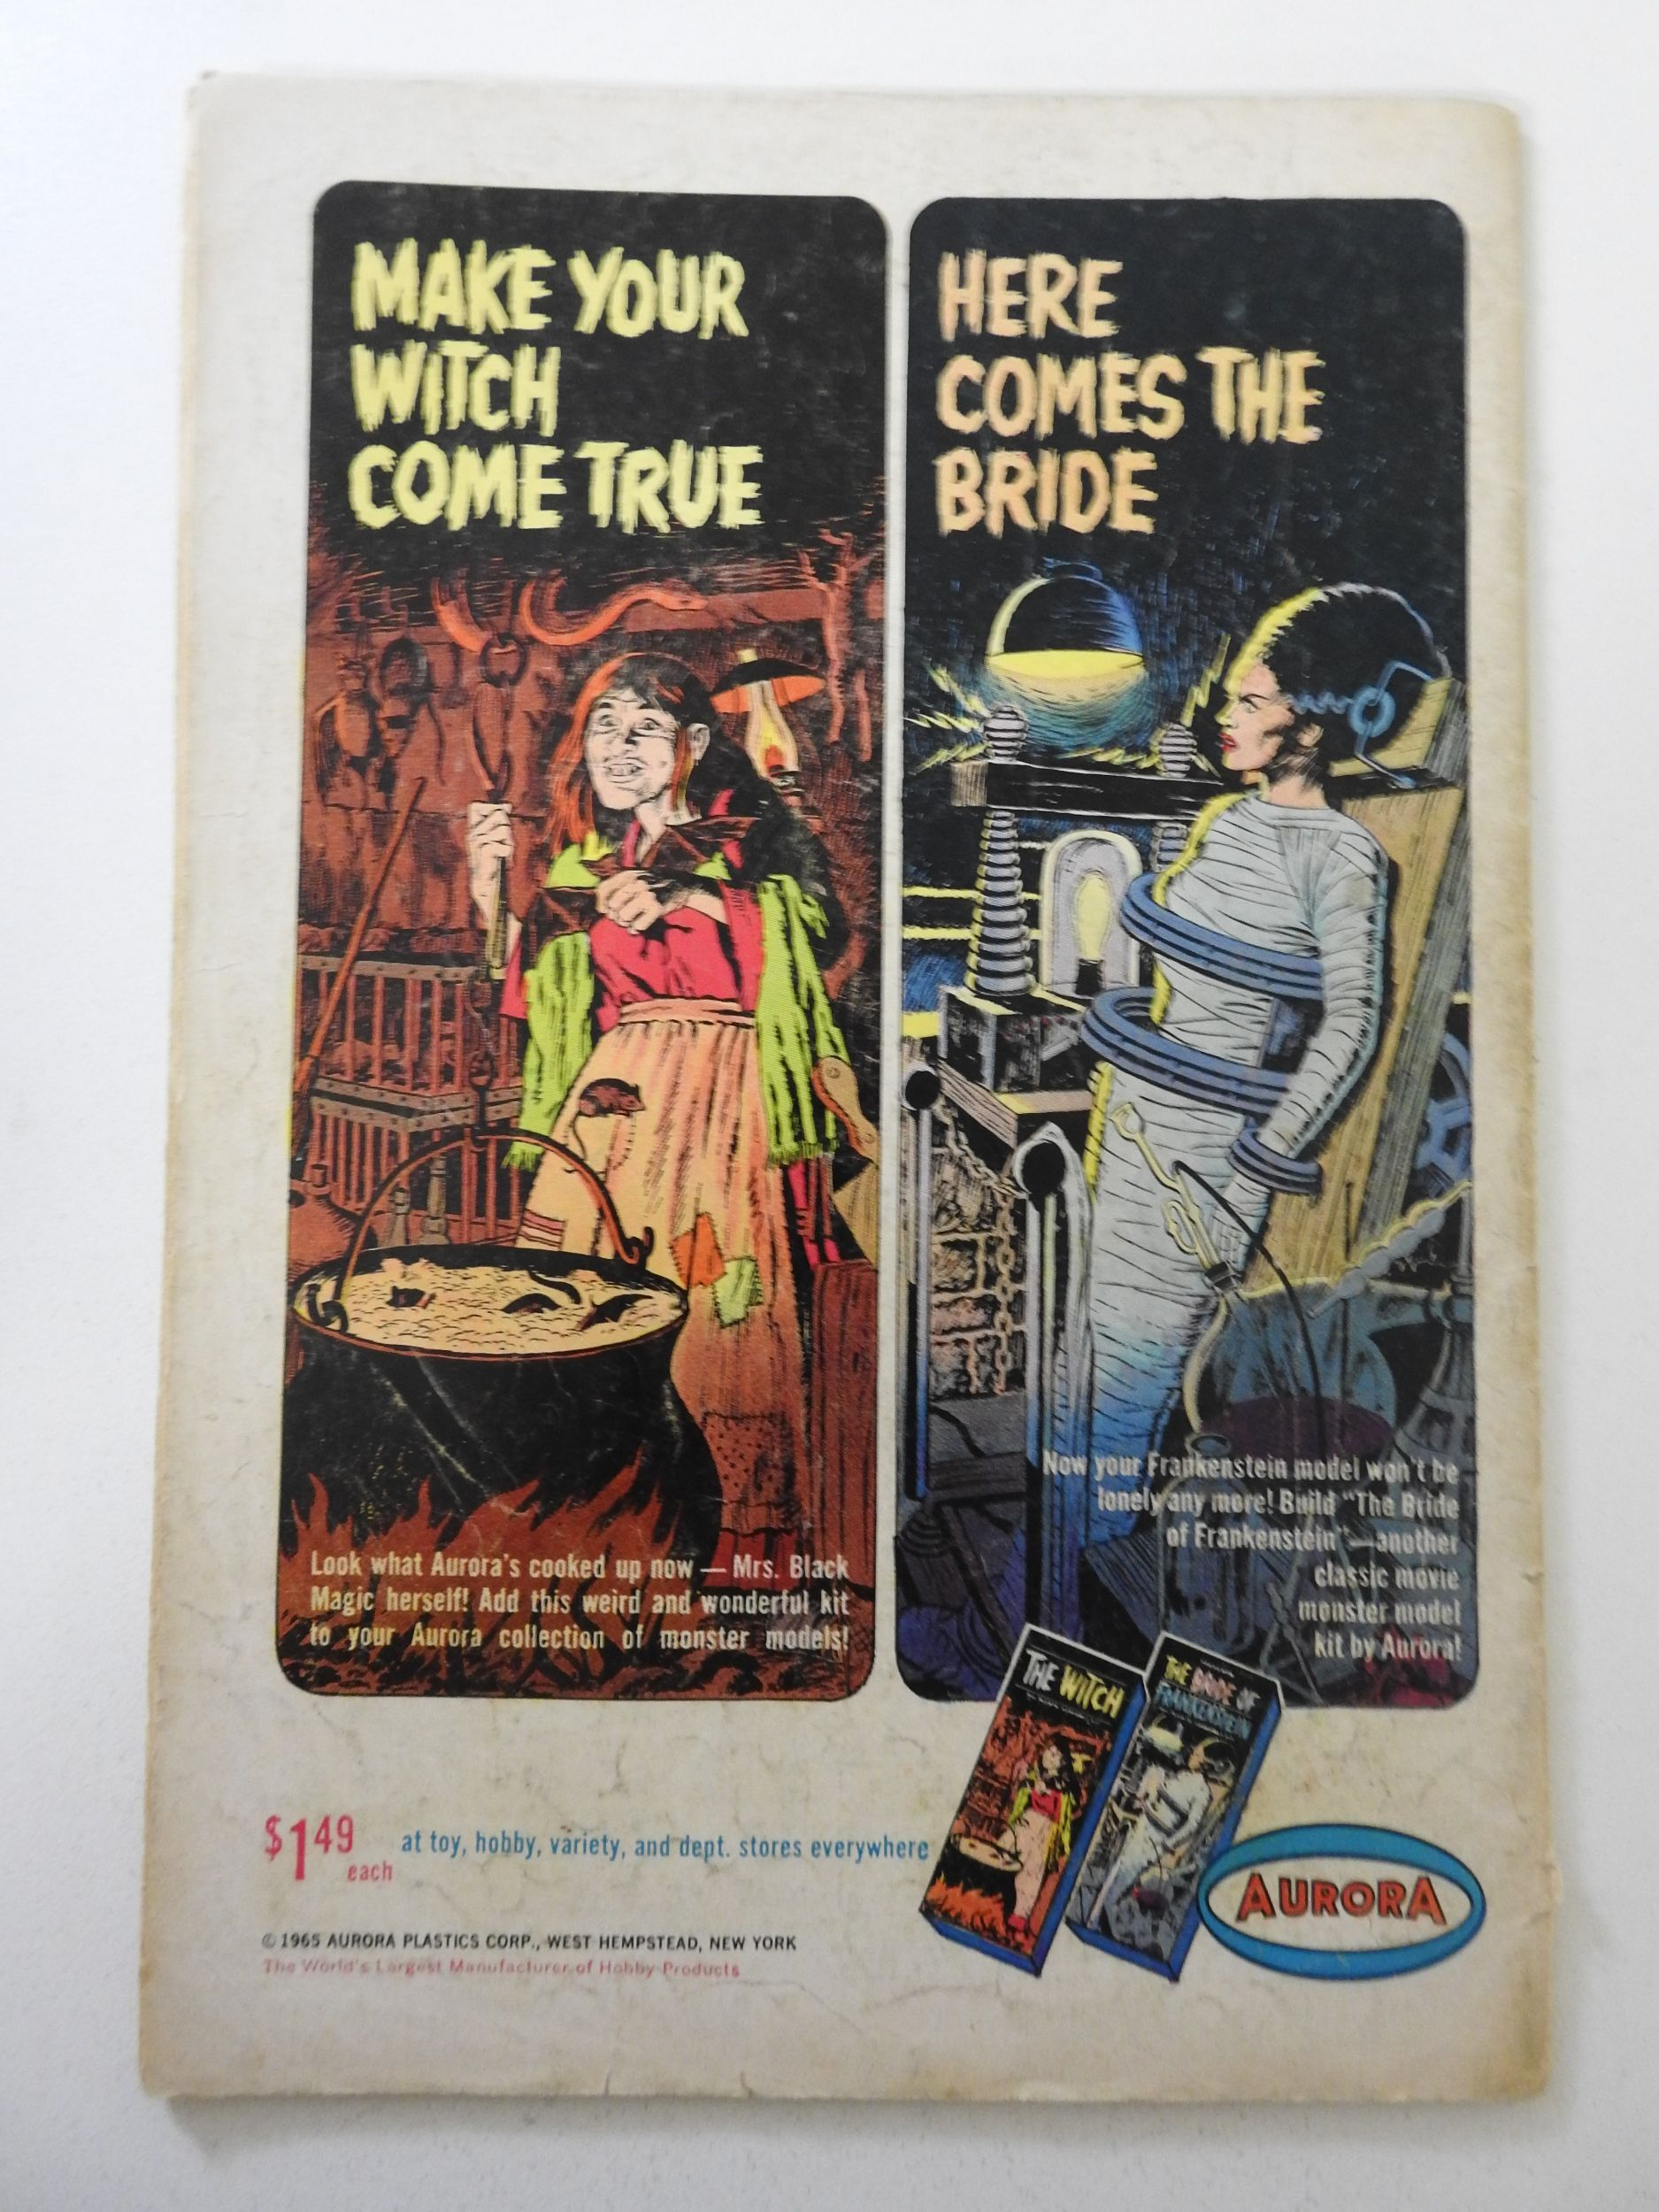 MAKE YOUR
WITCH
COME TRUE
Look what Aurora's cooked up now — Mrs. Black
Magic herself! Add this weird and wonderful kit
to your Aurora collection of monster models!
HERE
COMES THE
BRIDE
Now your Frankenstein model won't be
lonely any more! Build "The Bride
of Frankenstein"—another
classic movie
monster model
kit by Aurora!
THE WITCH
THE BRIDE OF
FRANKENSTEIN
$1 49 each
at toy, hobby, variety, and dept. stores everywhere
AURORA
© 1965 AURORA PLASTICS CORP., WEST HEMPSTEAD, NEW YORK
The World's Largest Manufacturer of Hobby Products